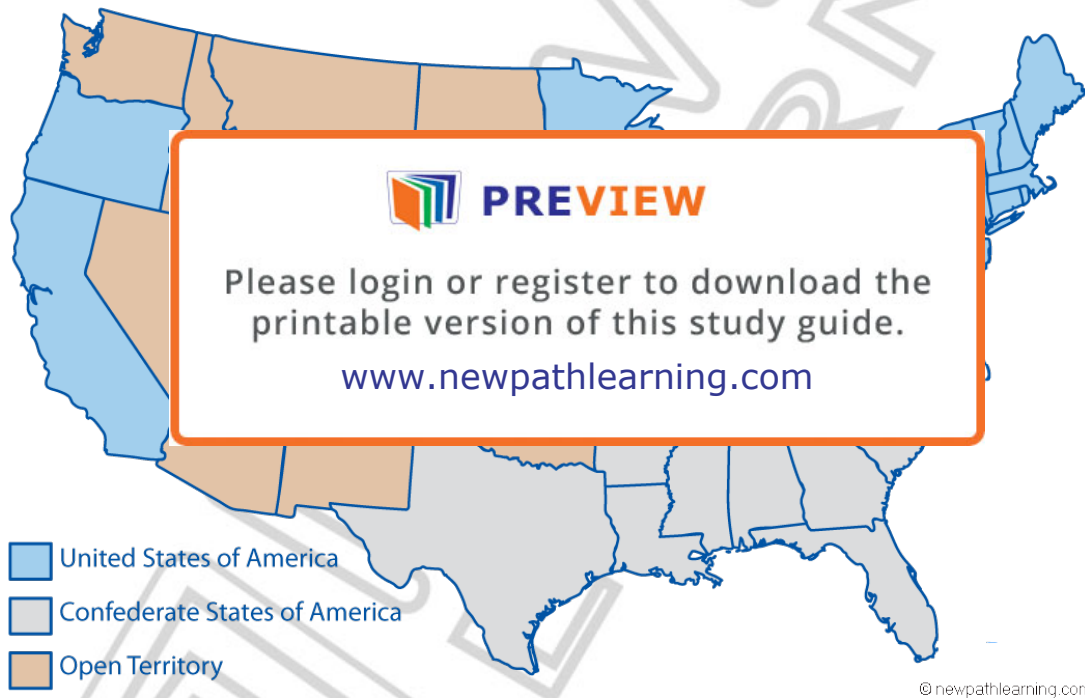 PREVIEW
Please login or register to download the
printable version of this study guide.
www.newpathlearning.com
United States of America
Confederate States of America
Open Territory
© newpathlearning.com